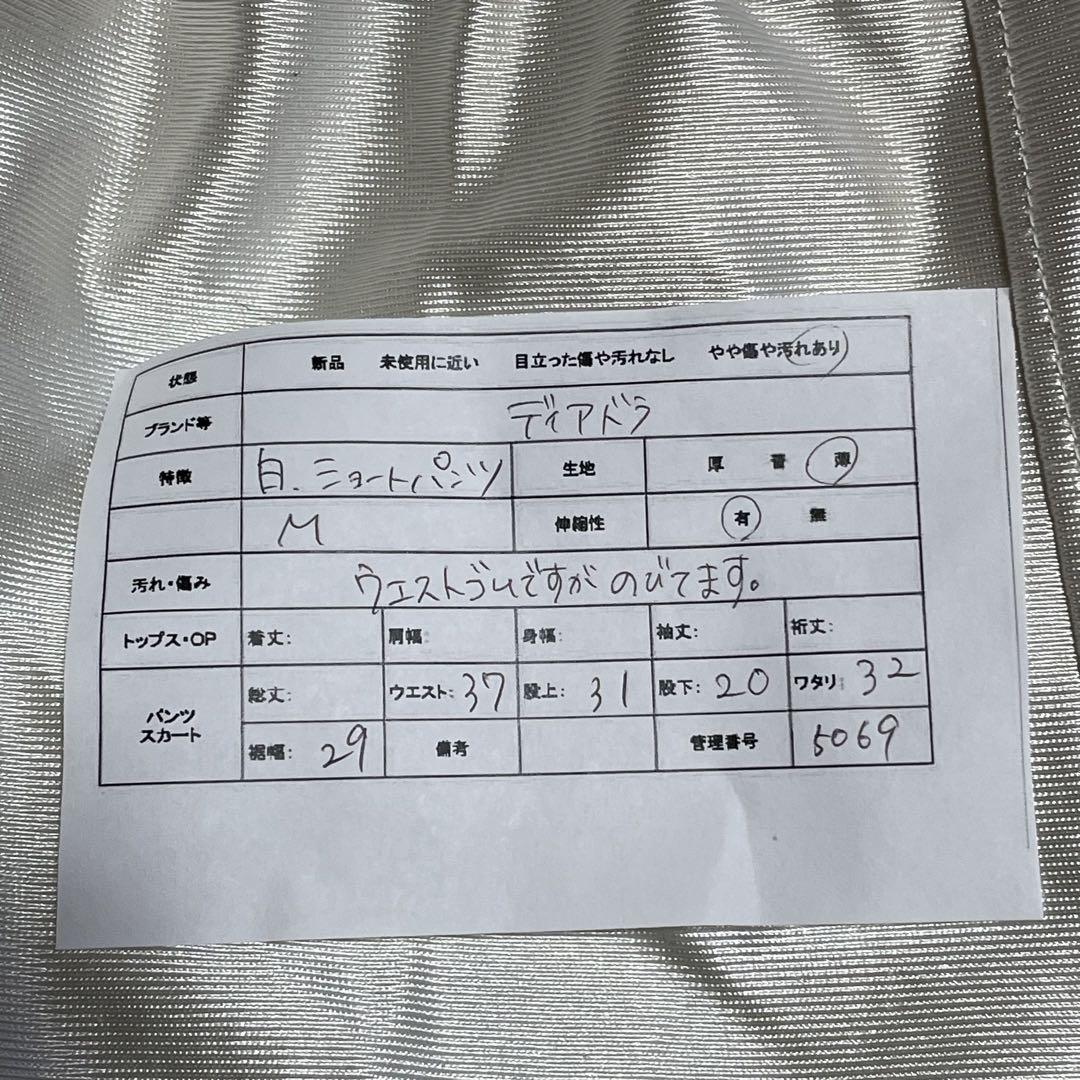 状態 新品 未使用に近い 目立った傷や汚れなし やや傷や汚れあり
ブランド等 ディアドラ
特徴 白.ショートパンツ 生地 厚 普 薄
M 伸縮性 有 無
汚れ・傷み ウエストゴムですがのびてます。
トップス・OP 着丈: 肩幅: 身幅: 袖丈: 裄丈:
パンツ スカート 総丈: ウエスト: 37 股上: 31 股下: 20 ワタリ: 32
裾幅: 29 備考 管理番号 5069